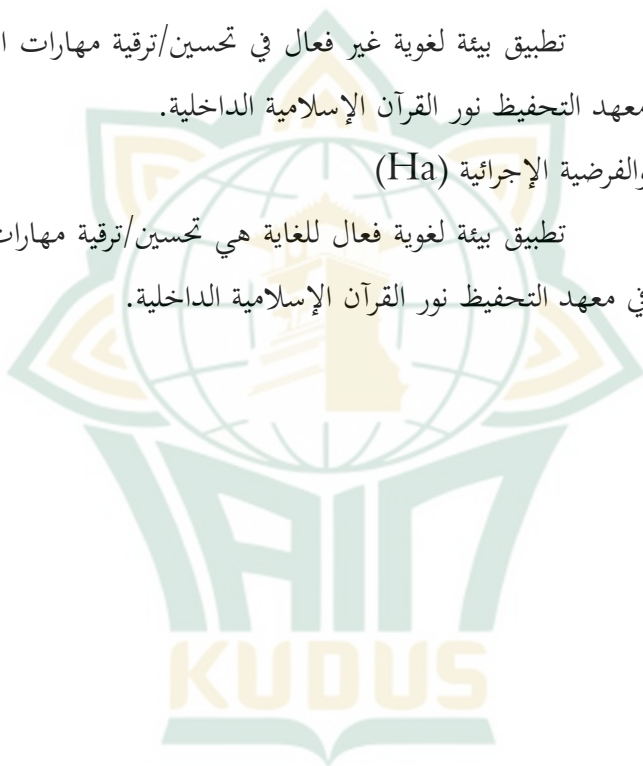 تطبيق بيئة لغوية غير فعال في تحسين/ترقية مهارات
معهد التحفيظ نور القرآن الإسلامية الداخلية.
والفرضية الإجرائية (Ha)
تطبيق بيئة لغوية فعال للغاية هي تحسين/ترقية مهارات
في معهد التحفيظ نور القرآن الإسلامية الداخلية.
IAIN
KUDUS